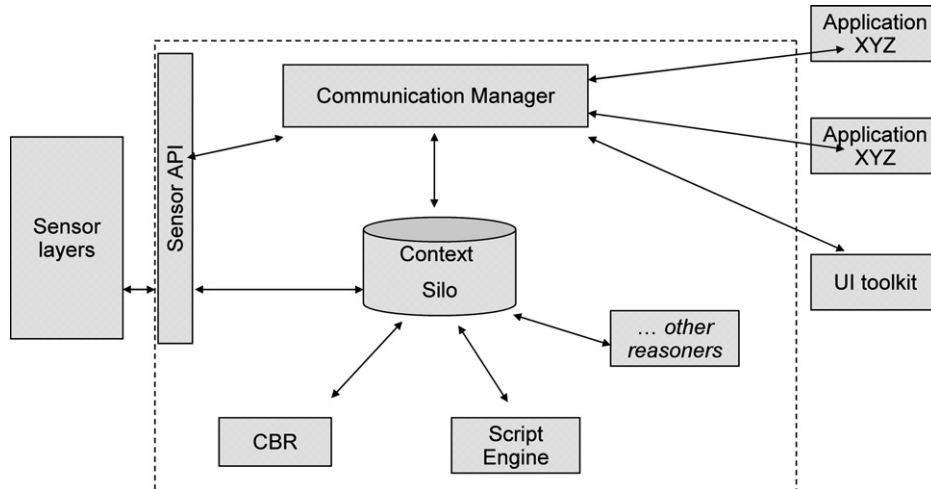 Application
XYZ
Communication Manager
Application
XYZ
Sensor API
Sensor
layers
Context
Silo
UI toolkit
... other
reasoners
CBR
Script
Engine